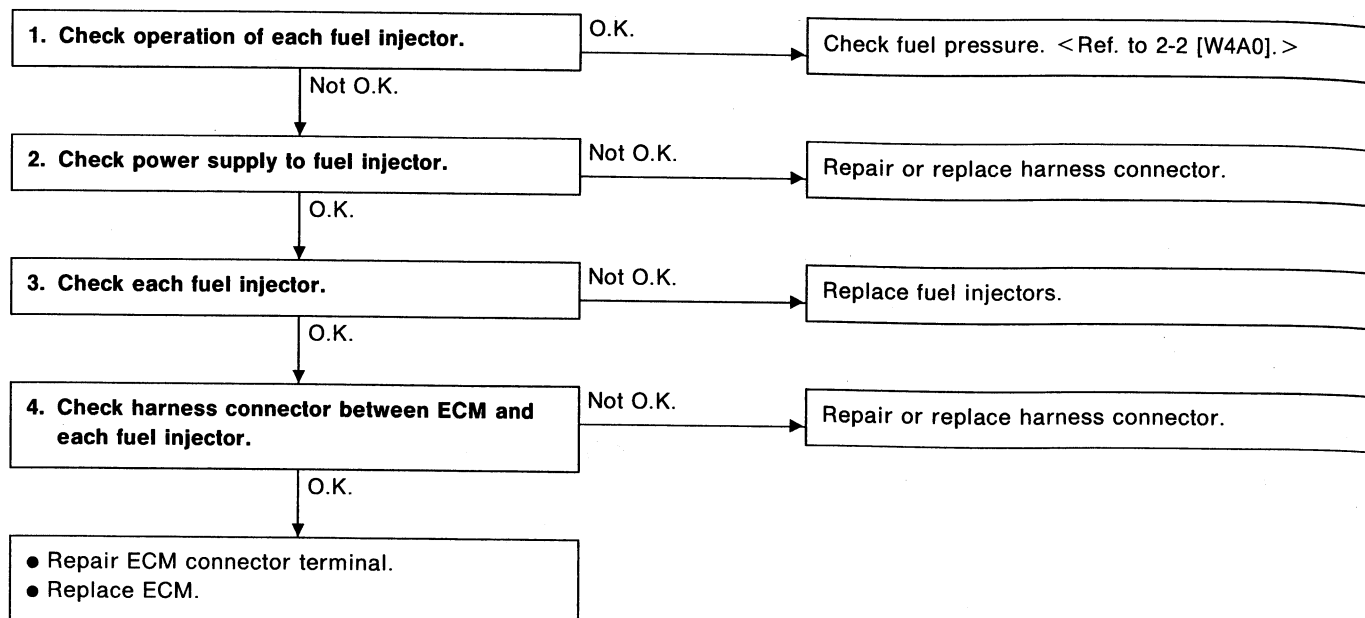 1. Check operation of each fuel injector.
O.K.
Check fuel pressure. <Ref. to 2-2 [W4A0].>
Not O.K.
2. Check power supply to fuel injector.
Not O.K.
Repair or replace harness connector.
O.K.
3. Check each fuel injector.
Not O.K.
Replace fuel injectors.
O.K.
4. Check harness connector between ECM and
each fuel injector.
Not O.K.
Repair or replace harness connector.
O.K.
● Repair ECM connector terminal.
● Replace ECM.